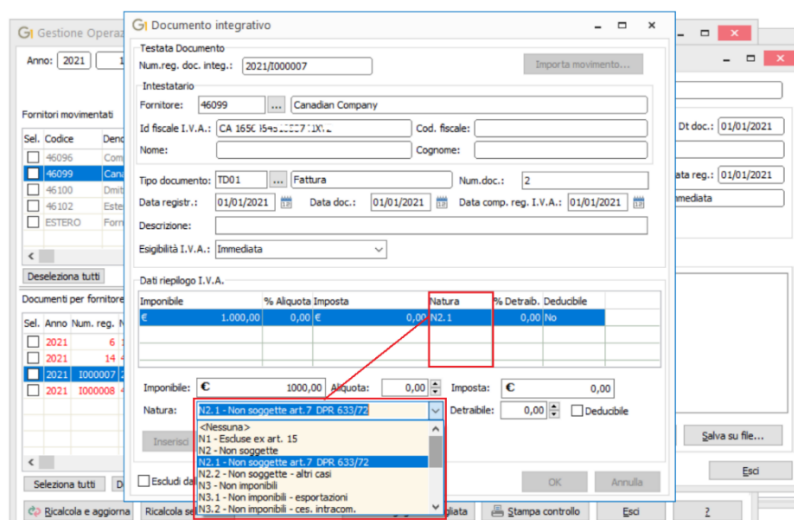 Gestione Operaz
Documento integrativo
Anno: 2021 1
Testata Documento
Num.reg. doc. integ.: 2021/I000007
Importa movimento...
Intestatario
Fornitore: 46099 ... Canadian Company
Id fiscale I.V.A.: Cod. fiscale:
Nome: Cognome:
Tipo documento: TD01 ... Fattura Num.doc.: 2
Data registr.: 01/01/2021 Data doc.: 01/01/2021 Data comp. reg. I.V.A.: 01/01/2021
Descrizione:
Esigibilità I.V.A.: Immediata
Fornitori movimentati
Sel. Codice Deno
46096 Com
46099 Cana
46100 Dmit
46102 Este
ESTERO Forn
Deseleziona tutti
Dt doc.: 01/01/2021
ata reg.: 01/01/2021
mediata
Dati riepilogo I.V.A.
Imponibile % Aliquota Imposta Natura % Detraib. Deducibile
€ 1.000,00 0,00 € 0,00 N2.1 0,00 No
Documenti per fornitore
Sel. Anno Num. reg. N
2021 6
2021 14 4
2021 I000007 2
2021 I000008 4
Imponibile: € 1000,00 Aliquota: 0,00 Imposta: € 0,00
Natura: N2.1 - Non soggette art.7 DPR 633/72 Detraibile: 0,00 Deducibile
<Nessuna>
N1 - Escluse ex art. 15
N2 - Non soggette
N2.1 - Non soggette art.7 DPR 633/72
N2.2 - Non soggette - altri casi
N3 - Non imponibili
N3.1 - Non imponibili - esportazioni
N3.2 - Non imponibili - ces. intracom.
Inserisci
Escludi dal
OK Annulla
Salva su file...
Esci
Seleziona tutti D
Ricalcola e aggiorna Ricalcola sel gliata Stampa controllo Esci ?